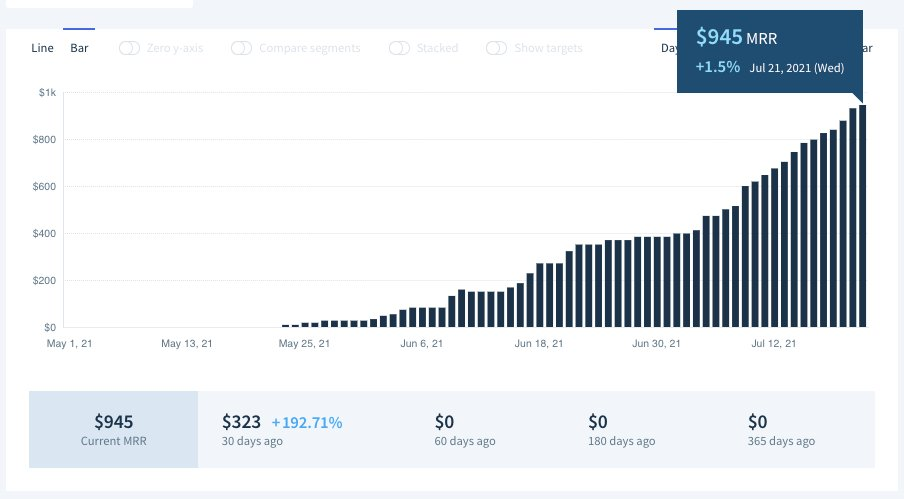 $945 MRR
+1.5% Jul 21, 2021 (Wed)
Line Bar Zero y-axis Compare segments Stacked Show targets
$1k
$800
$600
$400
$200
$0
May 1, 21 May 13, 21 May 25, 21 Jun 6, 21 Jun 18, 21 Jun 30, 21 Jul 12, 21
$945 $323 +192.71% $0 $0 $0
Current MRR 30 days ago 60 days ago 180 days ago 365 days ago